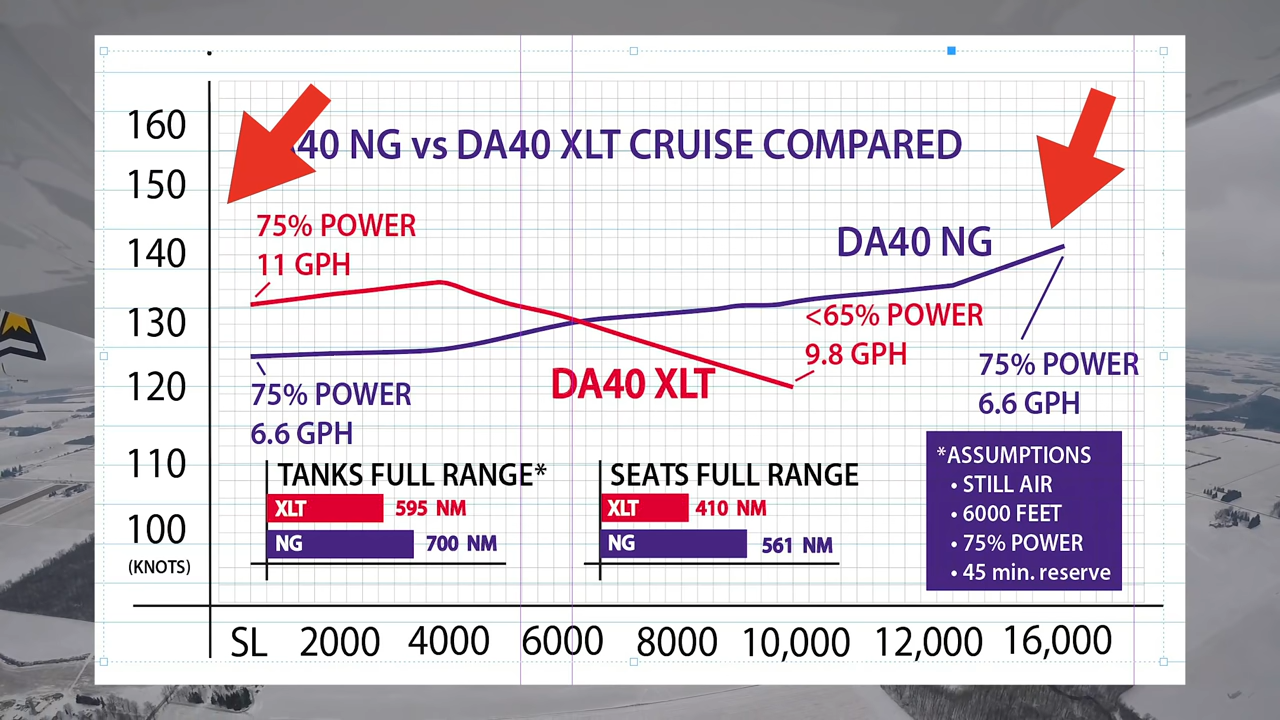 160
150
140
130
120
110
100
(KNOTS)
40 NG vs DA40 XLT CRUISE COMPARED
75% POWER
11 GPH
DA40 NG
<65% POWER
9.8 GPH
75% POWER
6.6 GPH
DA40 XLT
75% POWER
6.6 GPH
TANKS FULL RANGE*
XLT 595 NM
NG 700 NM
SEATS FULL RANGE
XLT 410 NM
NG 561 NM
*ASSUMPTIONS
• STILL AIR
• 6000 FEET
• 75% POWER
• 45 min. reserve
SL 2000 4000 6000 8000 10,000 12,000 16,000